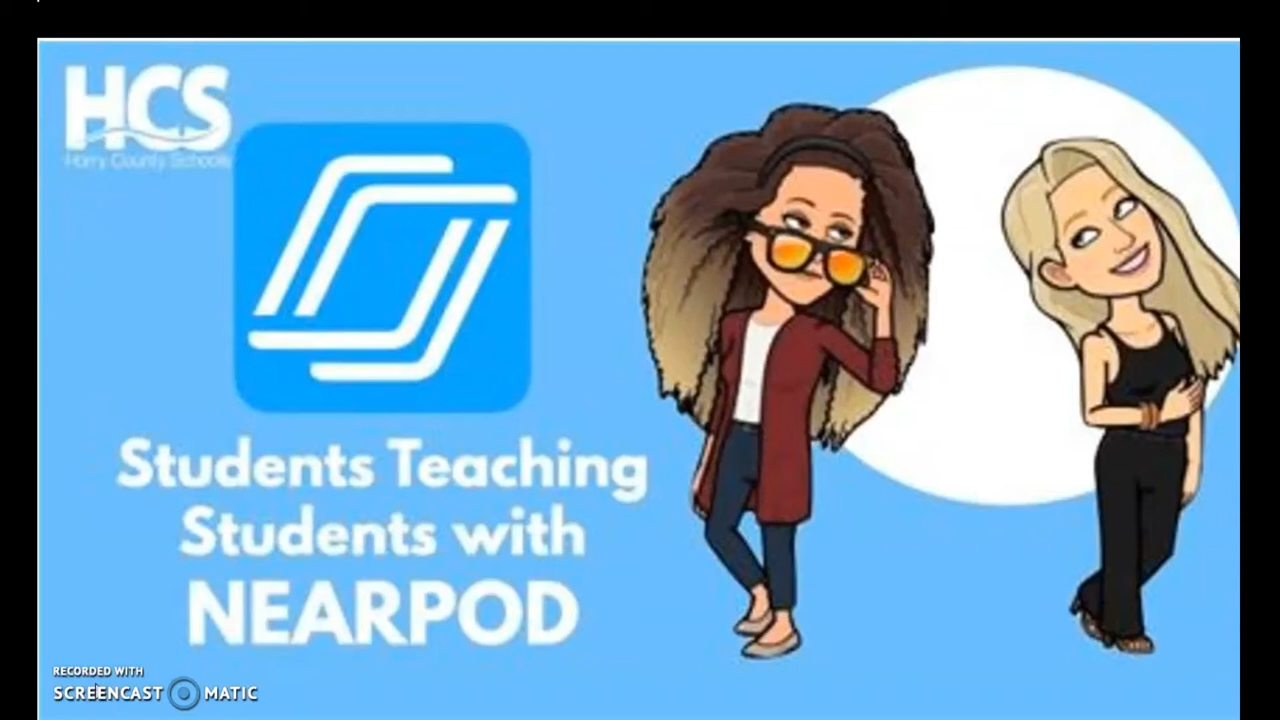 HCS
Horry County Schools
Students Teaching
Students with
NEARPOD
RECORDED WITH
SCREENCAST MATIC